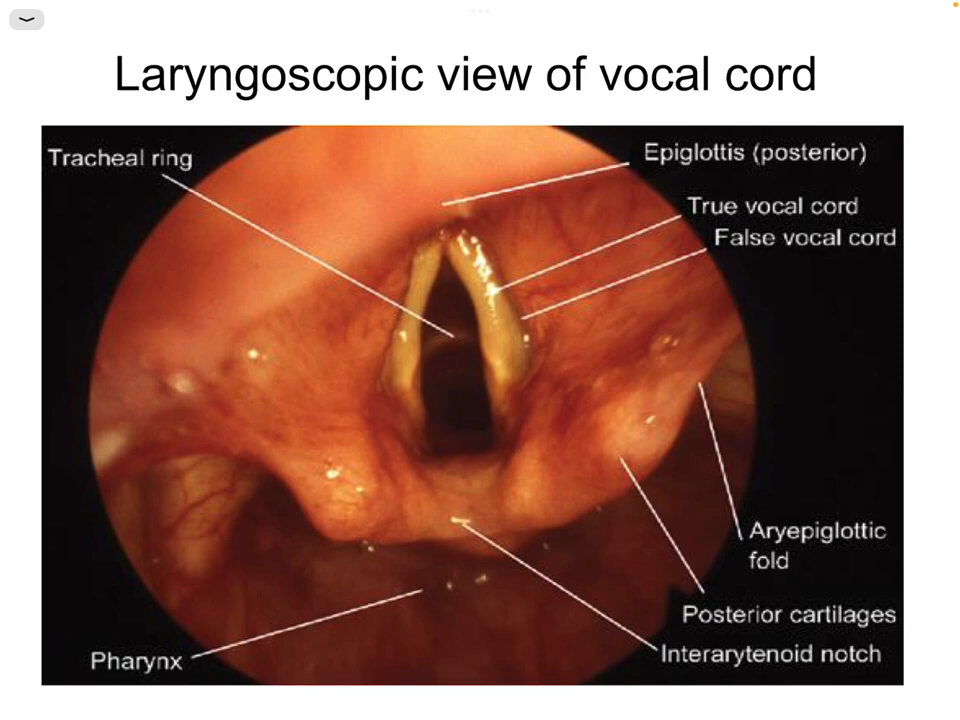 Laryngoscopic view of vocal cord
Tracheal ring
Epiglottis (posterior)
True vocal cord
False vocal cord
Aryepiglottic
fold
Posterior cartilages
Interarytenoid notch
Pharynx